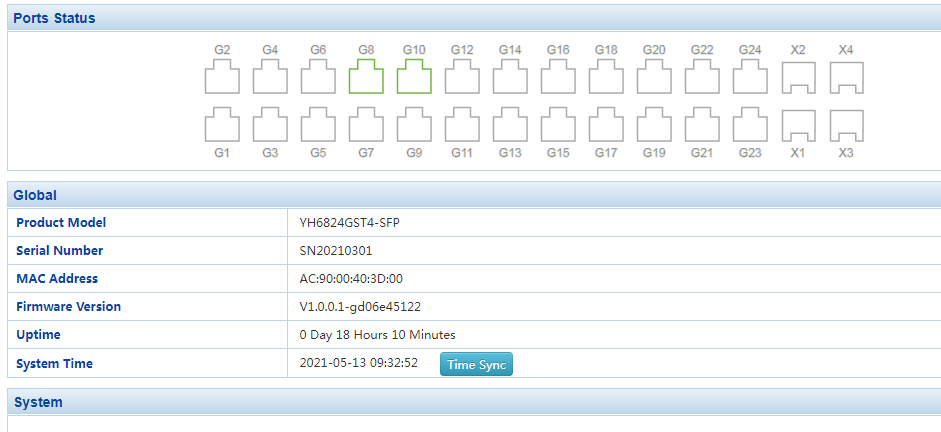 Ports Status
G2 G4 G6 G8 G10 G12 G14 G16 G18 G20 G22 G24 X2 X4
G1 G3 G5 G7 G9 G11 G13 G15 G17 G19 G21 G23 X1 X3
Global
Product Model YH6824GST4-SFP
Serial Number SN20210301
MAC Address AC:90:00:40:3D:00
Firmware Version V1.0.0.1-gd06e45122
Uptime 0 Day 18 Hours 10 Minutes
System Time 2021-05-13 09:32:52 Time Sync
System